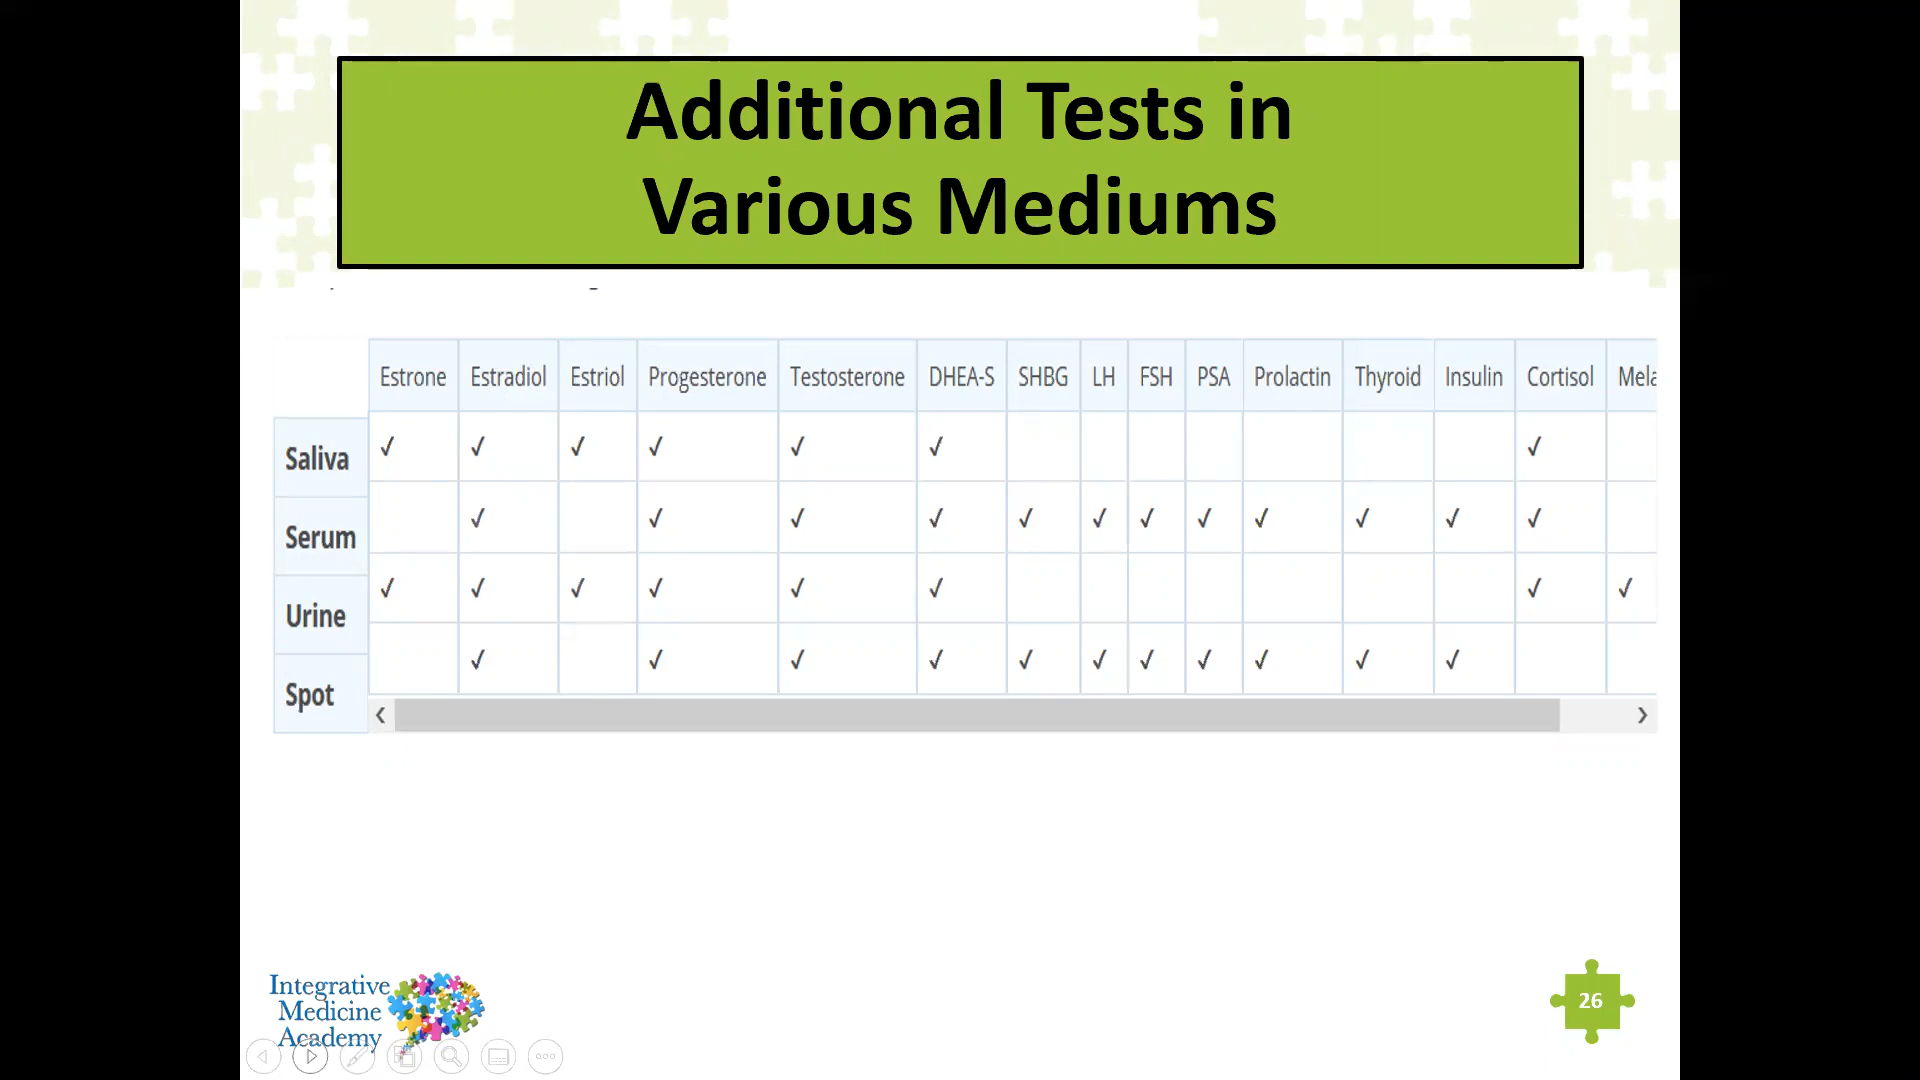 Additional Tests in
Various Mediums
Estrone Estradiol Estriol Progesterone Testosterone DHEA-S SHBG LH FSH PSA Prolactin Thyroid Insulin Cortisol Mela
Saliva ✓ ✓ ✓ ✓ ✓ ✓ ✓
Serum ✓ ✓ ✓ ✓ ✓ ✓ ✓ ✓ ✓ ✓ ✓ ✓
Urine ✓ ✓ ✓ ✓ ✓ ✓ ✓ ✓
Spot ✓ ✓ ✓ ✓ ✓ ✓ ✓ ✓ ✓ ✓ ✓
Integrative
Medicine
Academy
26